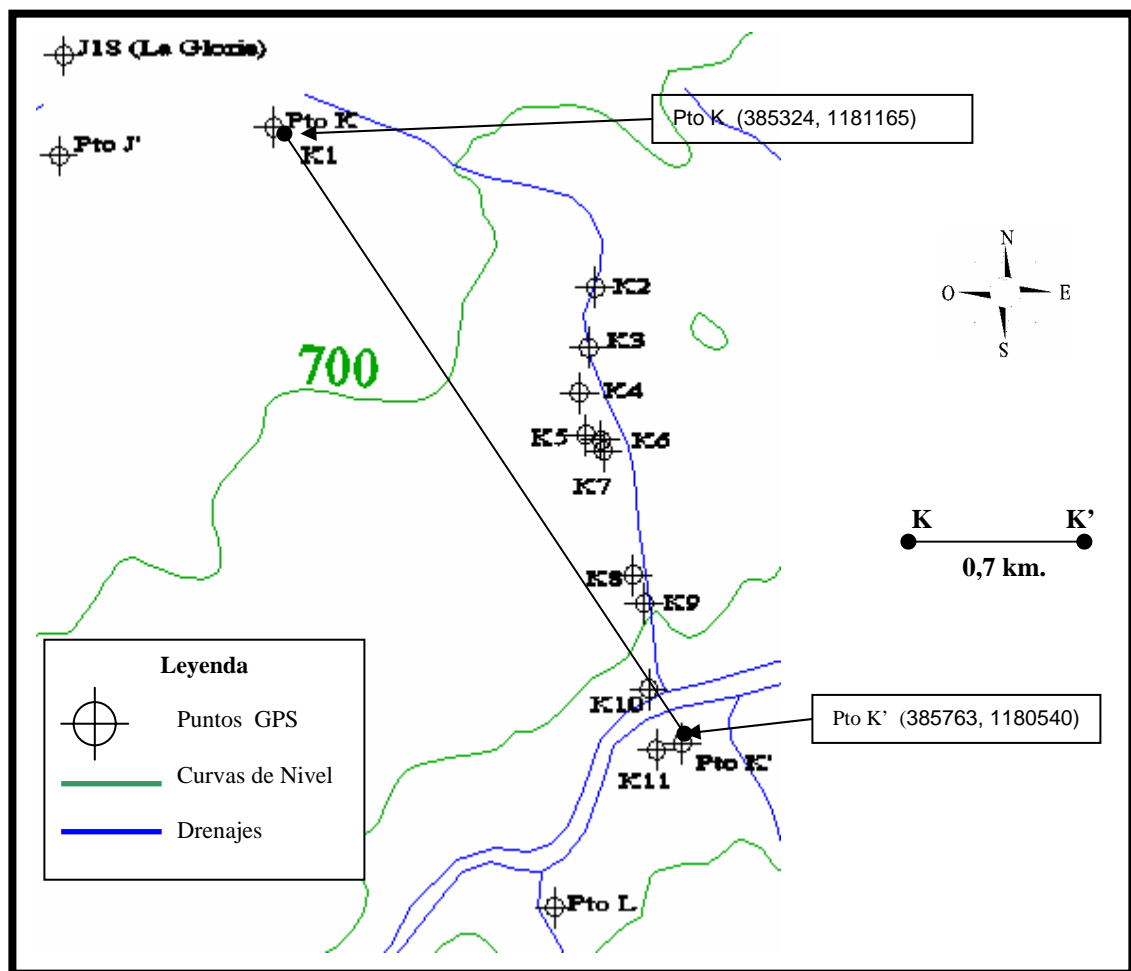 J1S (La Gloria)
Pto K
Pto K (385324, 1181165)
Pto J'
K1
N
O
E
S
K2
K3
700
K4
K5
K6
K7
K
K'
0,7 km.
K8
K9
Leyenda
Puntos GPS
Curvas de Nivel
Drenajes
K10
Pto K’ (385763, 1180540)
K11
Pto K'
Pto L